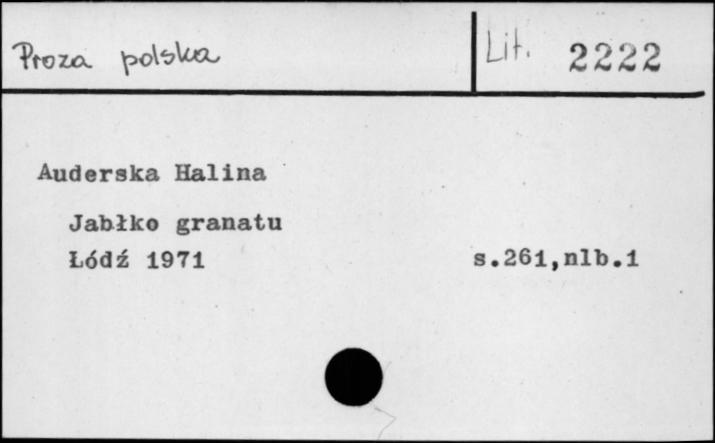 Proza polska
Lit. 2222
Auderska Halina
Jabłko granatu
Łódź 1971
s.261,nlb.1